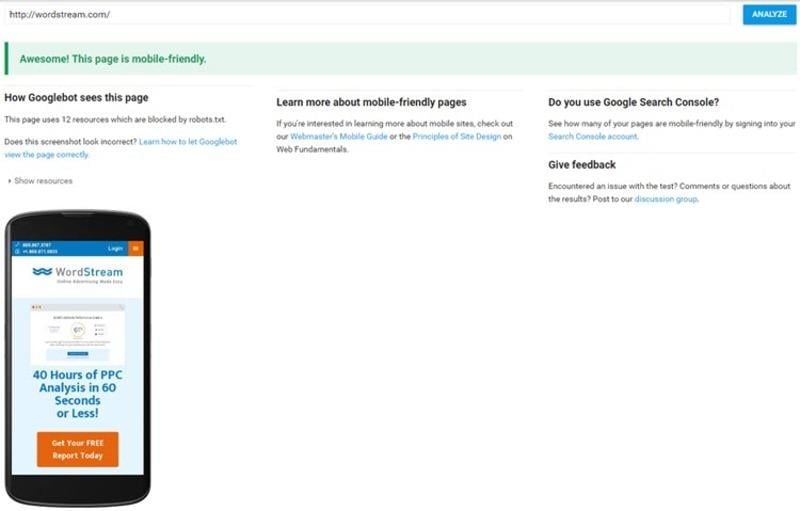 http://wordstream.com/
ANALYZE
Awesome! This page is mobile-friendly.
How Googlebot sees this page
This page uses 12 resources which are blocked by robots.txt.
Does this screenshot look incorrect? Learn how to let Googlebot
view the page correctly.
Show resources
Learn more about mobile-friendly pages
If you're interested in learning more about mobile sites, check out
our Webmaster's Mobile Guide or the Principles of Site Design on
Web Fundamentals.
Do you use Google Search Console?
See how many of your pages are mobile-friendly by signing into your
Search Console account.
Give feedback
Encountered an issue with the test? Comments or questions about
the results? Post to our discussion group.
Login
WordStream
Online Advertising Made Easy
40 Hours of PPC
Analysis in 60
Seconds
or Less!
Get Your FREE
Report Today